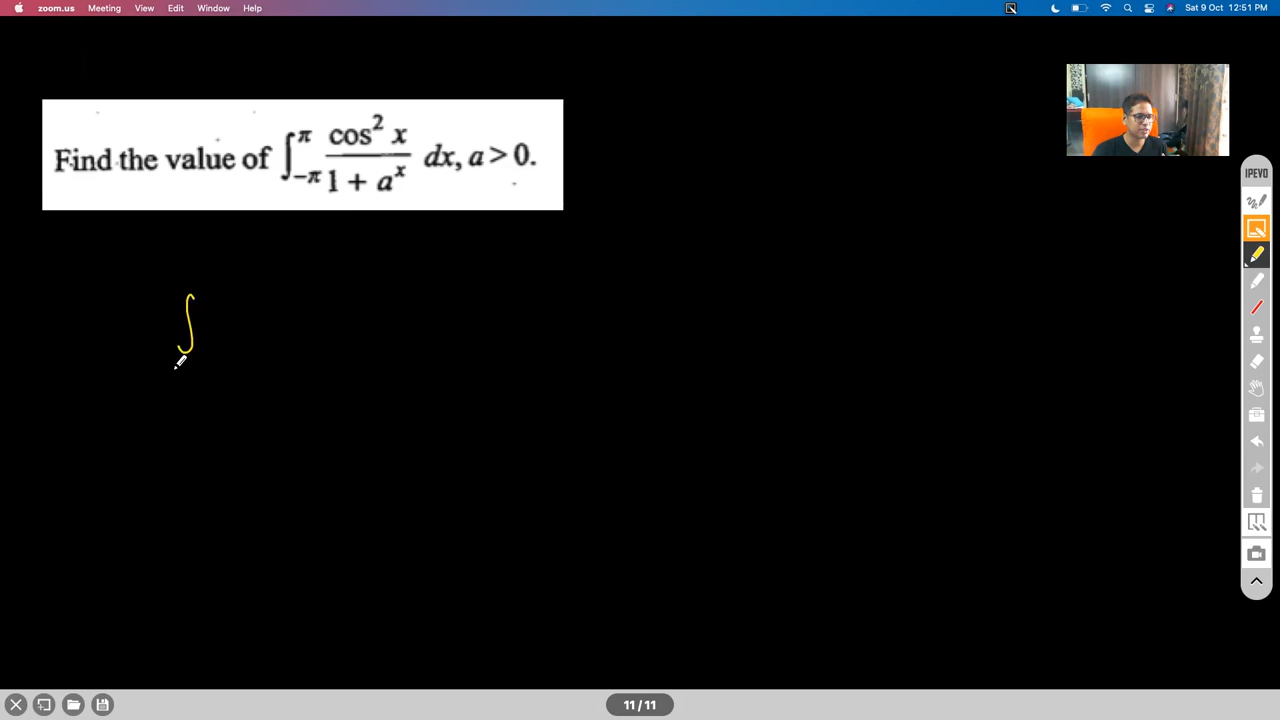 zoom.us Meeting View Edit Window Help Sat 9 Oct 12:51 PM
Find the value of ∫_{-π}^{π} \frac{cos² x}{1 + a^x} dx, a > 0.
IPEVO
∫
11 / 11